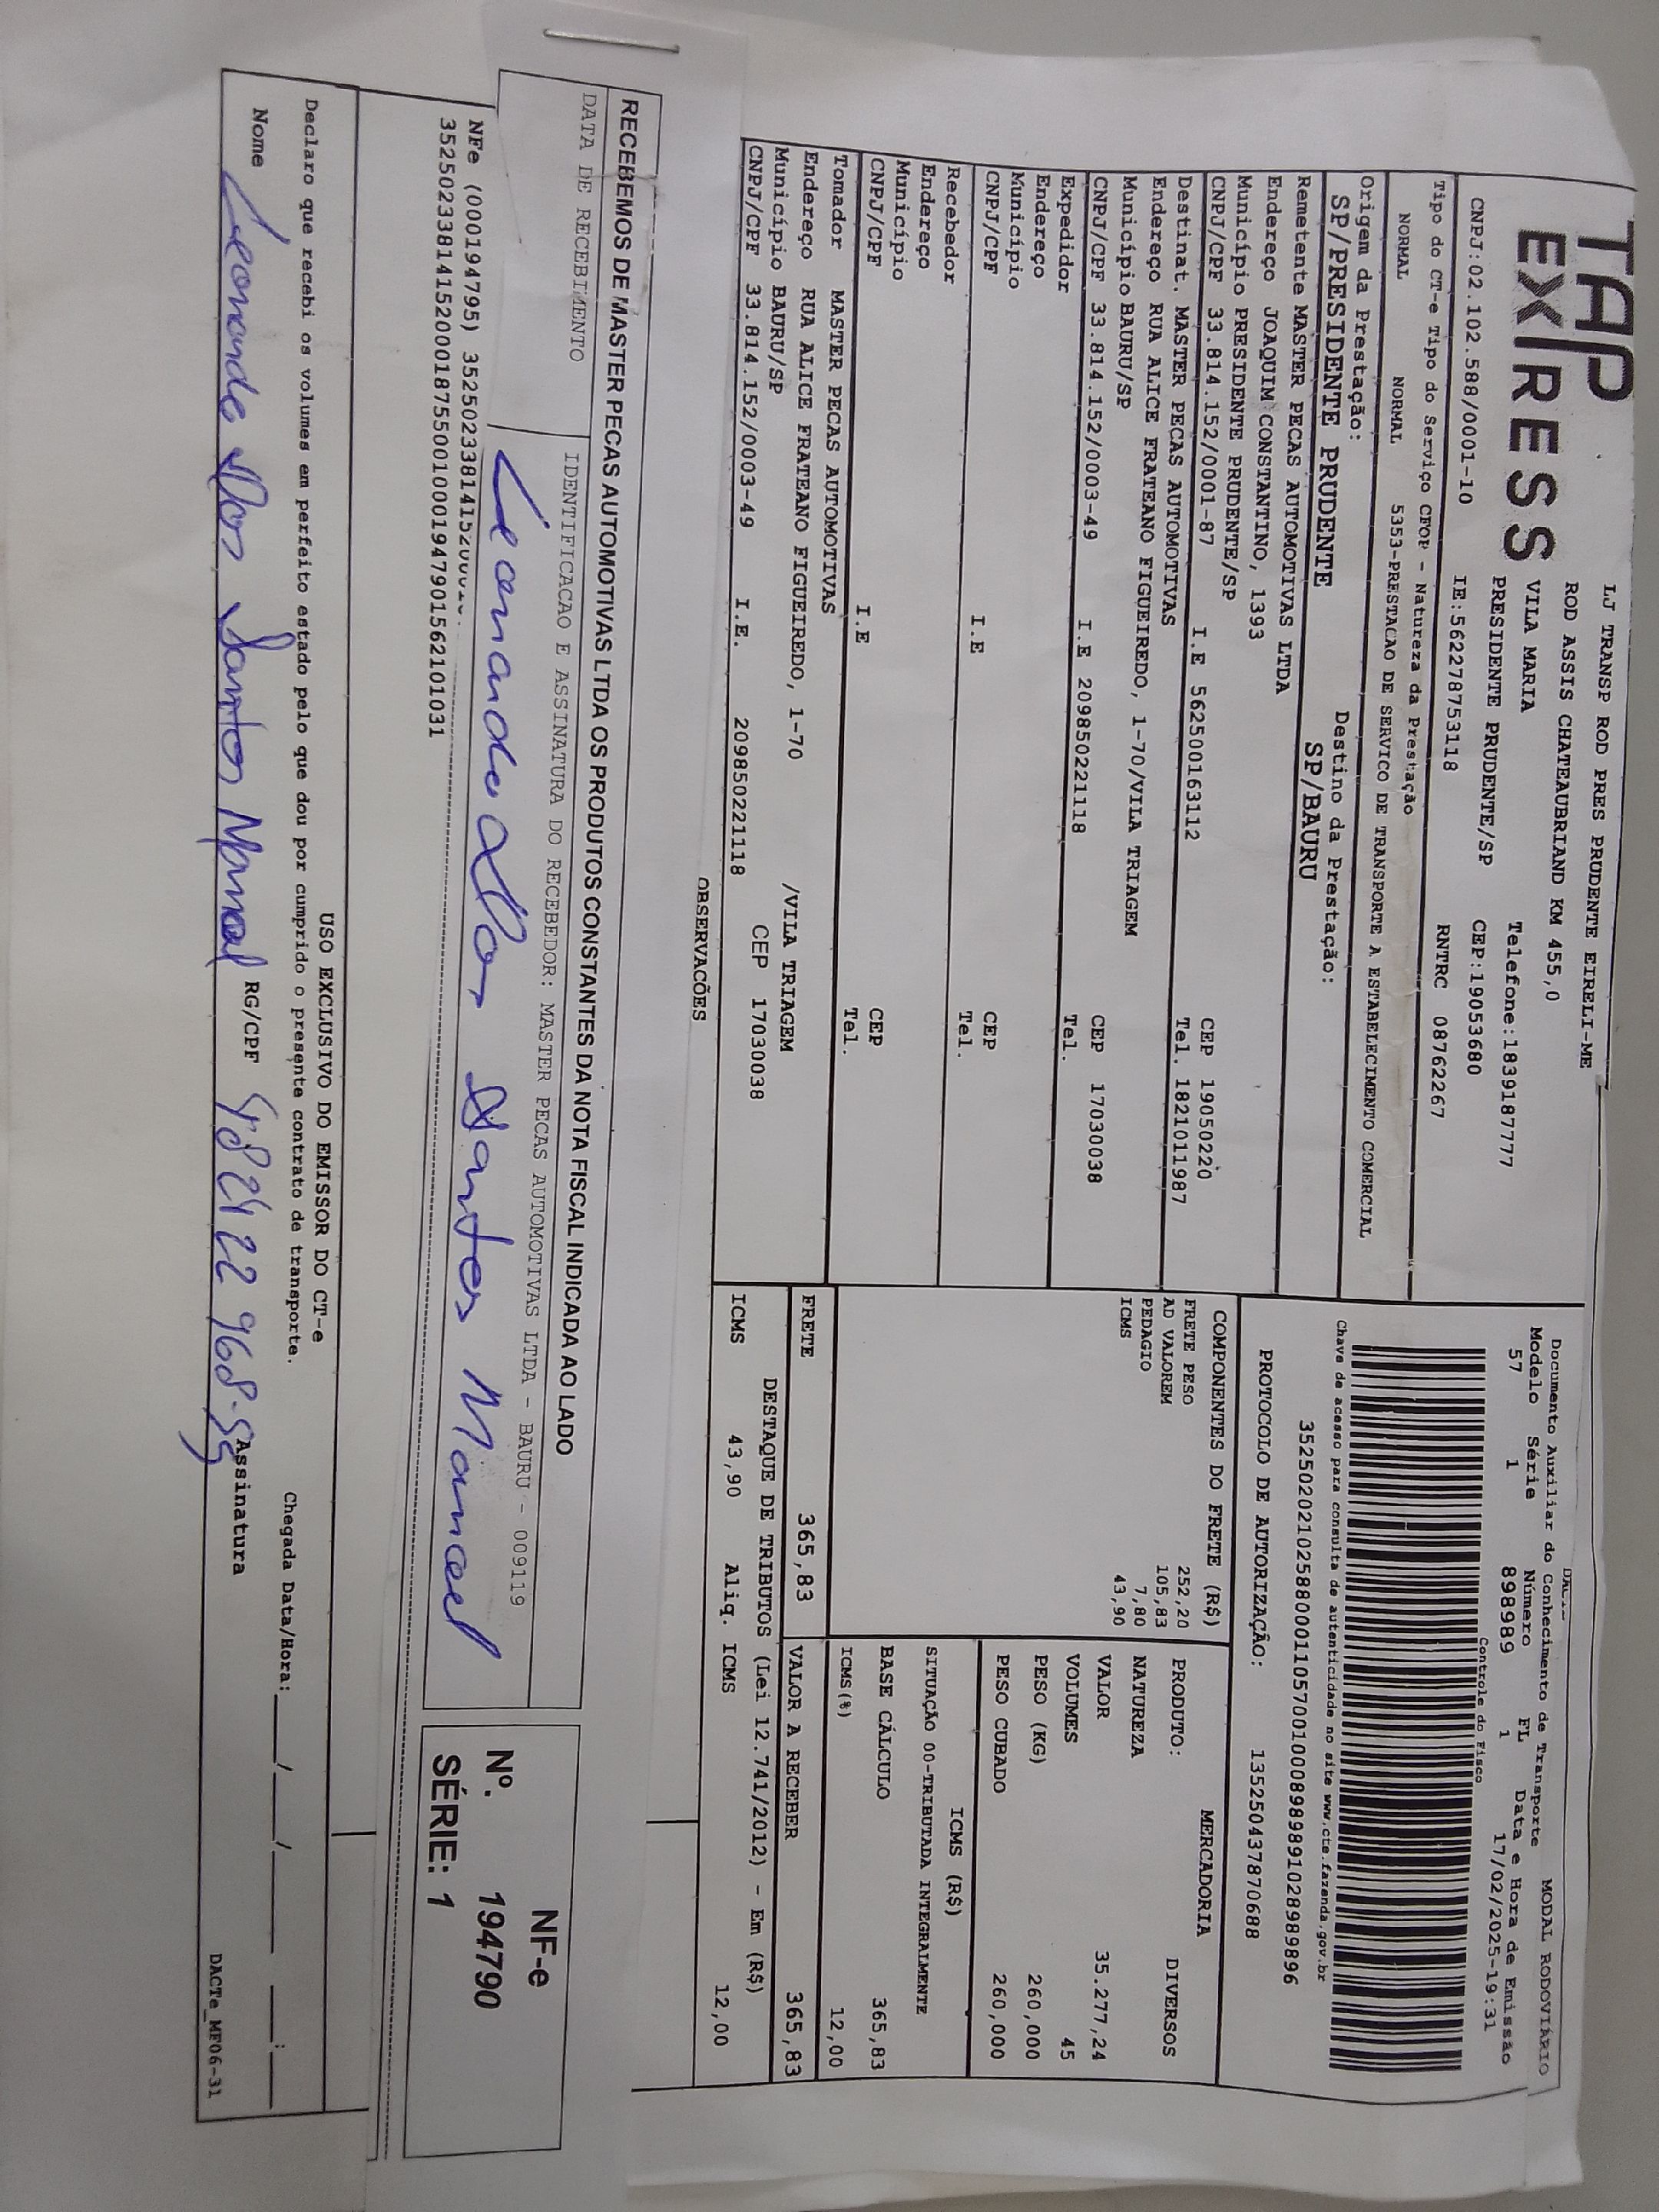 TAP
EXPRESS
LJ TRANSP ROD PRES PRUDENTE EIRELI-ME
ROD ASSIS CHATEAUBRIAND KM 455,0
VILA MARIA
Telefone:1839187777
PRESIDENTE PRUDENTE/SP
CEP:19053680
CNPJ:02.102.588/0001-10
IE:562278753118
RNTRC 08762267
Tipo do CT-e Tipo do Serviço CFOP - Natureza da Prestação
NORMAL NORMAL 5353-PRESTACAO DE SERVICO DE TRANSPORTE A ESTABELECIMENTO COMERCIAL
Origem da Prestação: Destino da Prestação:
SP/PRESIDENTE PRUDENTE SP/BAURU
Remetente MASTER PECAS AUTOMOTIVAS LTDA
Endereço JOAQUIM CONSTANTINO, 1393
Município PRESIDENTE PRUDENTE/SP CEP 19050220
CNPJ/CPF 33.814.152/0001-87 I.E 562500163112 Tel. 1821011987
Destinat. MASTER PECAS AUTOMOTIVAS
Endereço RUA ALICE FRATEANO FIGUEIREDO, 1-70/VILA TRIAGEM
Município BAURU/SP CEP 17030038
CNPJ/CPF 33.814.152/0003-49 I.E 209850221118 Tel.
Expedidor
Endereço
Município CEP
CNPJ/CPF I.E Tel.
Recebedor
Endereço
Município CEP
CNPJ/CPF I.E Tel.
Tomador MASTER PECAS AUTOMOTIVAS
Endereço RUA ALICE FRATEANO FIGUEIREDO, 1-70 /VILA TRIAGEM
Município BAURU/SP CEP 17030038
CNPJ/CPF 33.814.152/0003-49 I.E. 209850221118
OBSERVAÇÕES
Documento Auxiliar do Conhecimento de Transporte MODAL RODOVIÁRIO
Modelo Série Número FL Data e Hora de Emissão
57 1 898989 1 17/02/2025-19:31
Controle do Fisco
Chave de acesso para consulta de autenticidade no site www.cte.fazenda.gov.br
35250202102588000110570010008989891028989896
PROTOCOLO DE AUTORIZAÇÃO: 135250437870688
COMPONENTES DO FRETE (R$)
FRETE PESO 252,20
AD VALOREM 105,83
PEDAGIO 7,80
ICMS 43,90
MERCADORIA
PRODUTO: DIVERSOS
NATUREZA
VALOR 35.277,24
VOLUMES 45
PESO (KG) 260,000
PESO CUBADO 260,000
ICMS (R$)
SITUAÇÃO 00-TRIBUTADA INTEGRALMENTE
BASE CÁLCULO 365,83
ICMS(%) 12,00
FRETE 365,83 VALOR A RECEBER 365,83
DESTAQUE DE TRIBUTOS (Lei 12.741/2012) - Em (R$)
ICMS 43,90 Aliq. ICMS 12,00
RECEBEMOS DE MASTER PECAS AUTOMOTIVAS LTDA OS PRODUTOS CONSTANTES DA NOTA FISCAL INDICADA AO LADO
DATA DE RECEBIMENTO
IDENTIFICACAO E ASSINATURA DO RECEBEDOR: MASTER PECAS AUTOMOTIVAS LTDA - BAURU - 009119
Leonardo Dos Santos Manoel
NF-e
Nº. 194790
SÉRIE: 1
NFe (000194795) 352502338141520001
35250233814152000187550010001947901562101031
USO EXCLUSIVO DO EMISSOR DO CT-e
Declaro que recebi os volumes em perfeito estado pelo que dou por cumprido o presente contrato de transporte. Chegada Data/Hora:___/___/_____ ___:___
Nome Leonardo Dos Santos Manoel RG/CPF Assinatura
DACTe_MF06-31